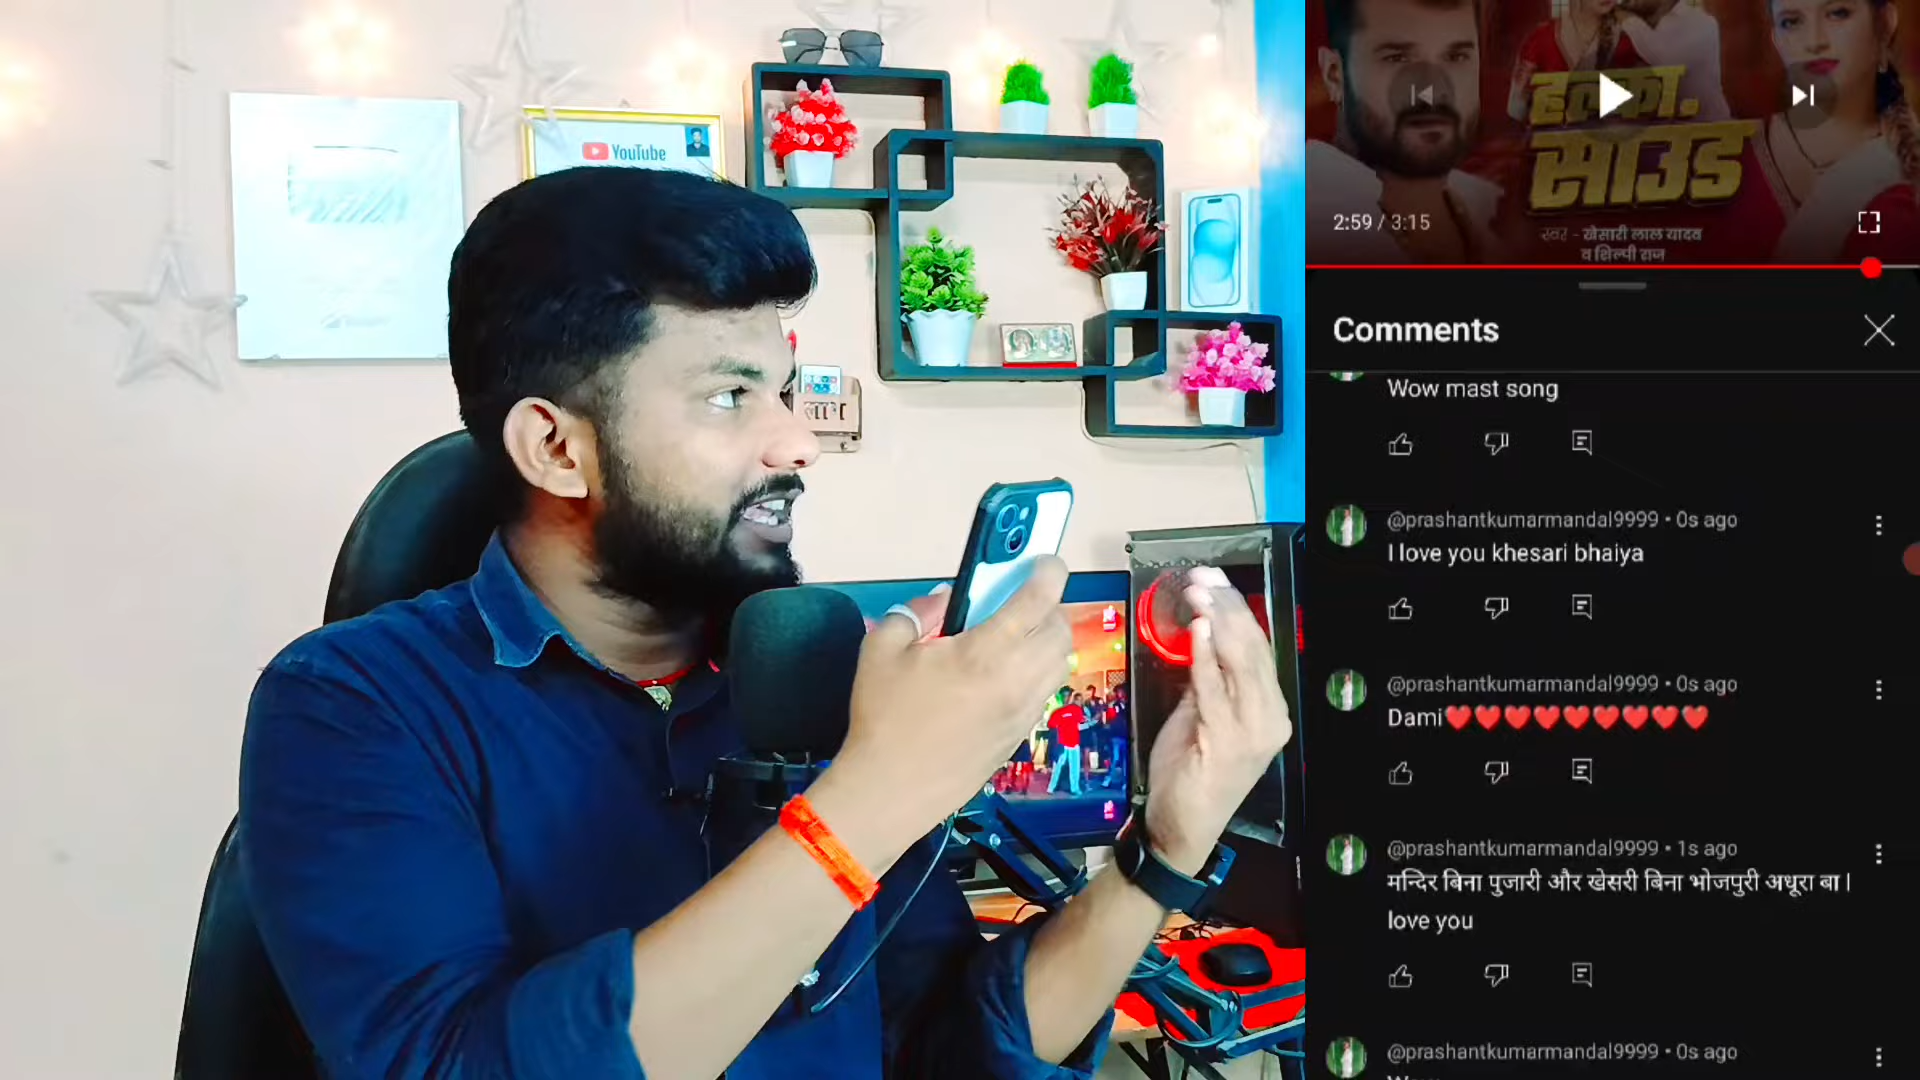 YouTube
हल्का.
साउंड
स्वर - खेसारी लाल यादव
व शिल्पी राज
2:59 / 3:15
Comments
Wow mast song
@prashantkumarmandal9999 • 0s ago
I love you khesari bhaiya
@prashantkumarmandal9999 • 0s ago
Dami❤️❤️❤️❤️❤️❤️❤️❤️❤️
@prashantkumarmandal9999 • 1s ago
मन्दिर बिना पुजारी और खेसरी बिना भोजपुरी अधूरा बा I
love you
@prashantkumarmandal9999 • 0s ago